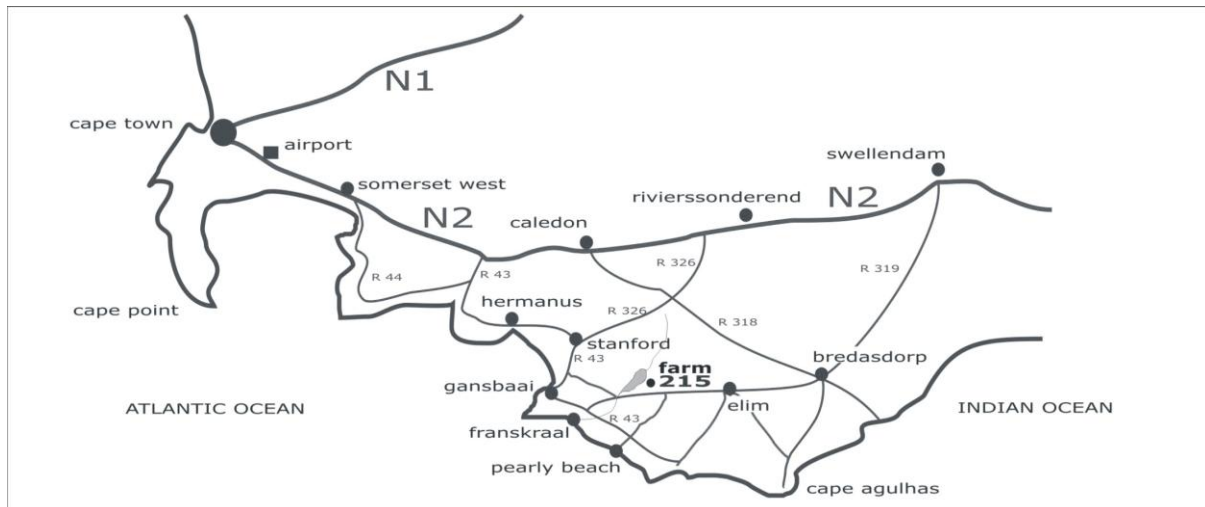 N1
cape town
airport
swellendam
somerset west
rivierssonderend
N2
N2
caledon
R 326
R 319
R 44
R 43
cape point
hermanus
R 326
R 318
stanford
R 43
bredasdorp
farm
215
gansbaai
elim
ATLANTIC OCEAN
INDIAN OCEAN
R 43
franskraal
pearly beach
cape agulhas